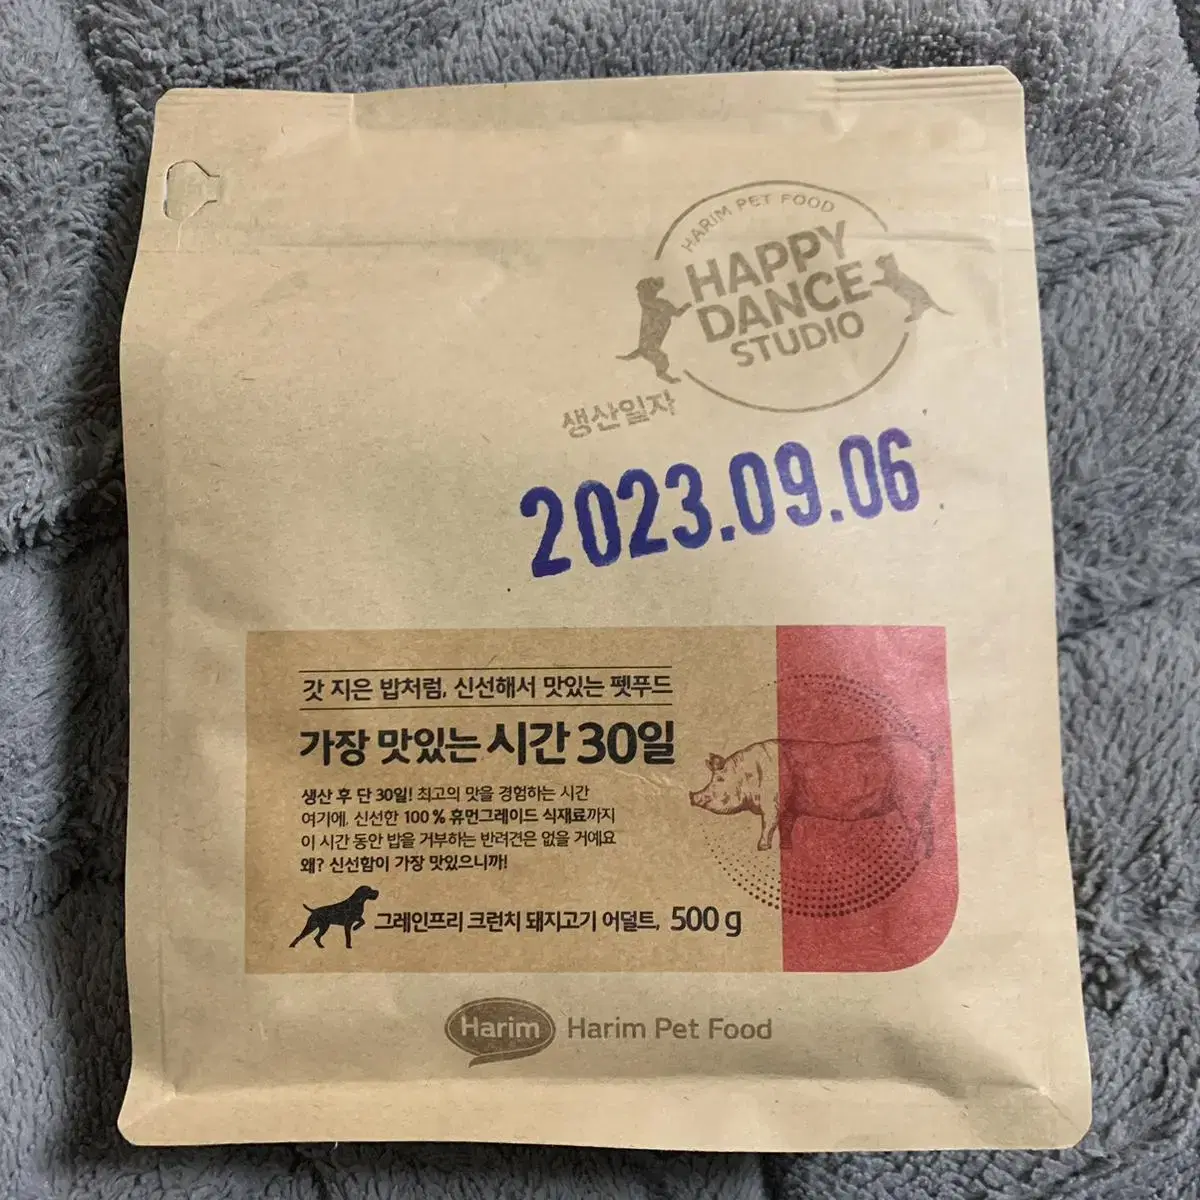 HARIM PET FOOD
HAPPY
DANCE
STUDIO
생산일자
2023.09.06
갓 지은 밥처럼, 신선해서 맛있는 펫푸드
가장 맛있는 시간 30일
생산 후 단 30일! 최고의 맛을 경험하는 시간
여기에, 신선한 100% 휴먼그레이드 식재료까지
이 시간 동안 밥을 거부하는 반려견은 없을 거예요
왜? 신선함이 가장 맛있으니까!
그레인프리 크런치 돼지고기 어덜트, 500 g
Harim Harim Pet Food